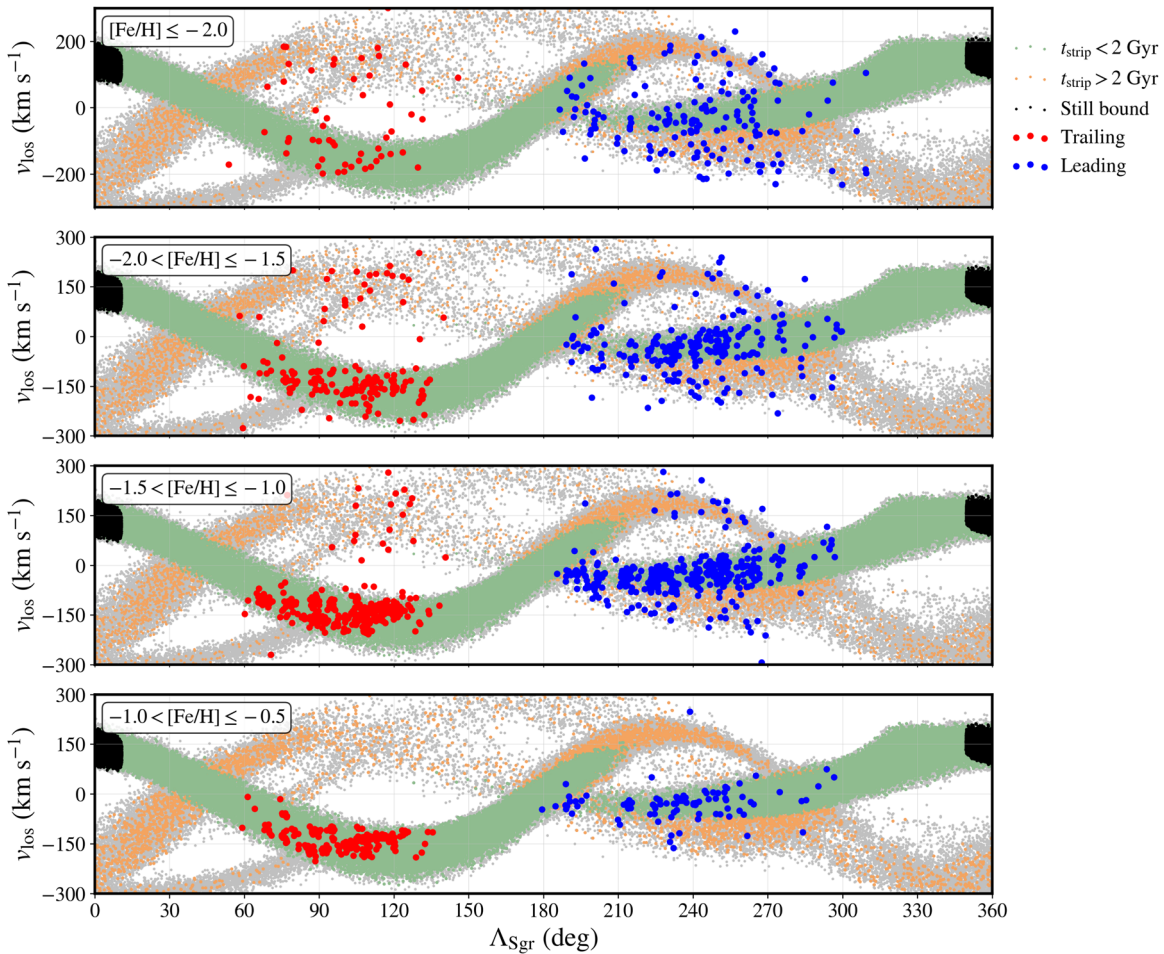 [Fe/H] ≤ −2.0
200
0
−200
v_los (km s⁻¹)
t_strip < 2 Gyr
t_strip > 2 Gyr
Still bound
Trailing
Leading
−2.0 < [Fe/H] ≤ −1.5
300
150
0
−150
−300
v_los (km s⁻¹)
−1.5 < [Fe/H] ≤ −1.0
300
150
0
−150
−300
v_los (km s⁻¹)
−1.0 < [Fe/H] ≤ −0.5
300
150
0
−150
−300
v_los (km s⁻¹)
0 30 60 90 120 150 180 210 240 270 300 330 360
Λ_Sgr (deg)